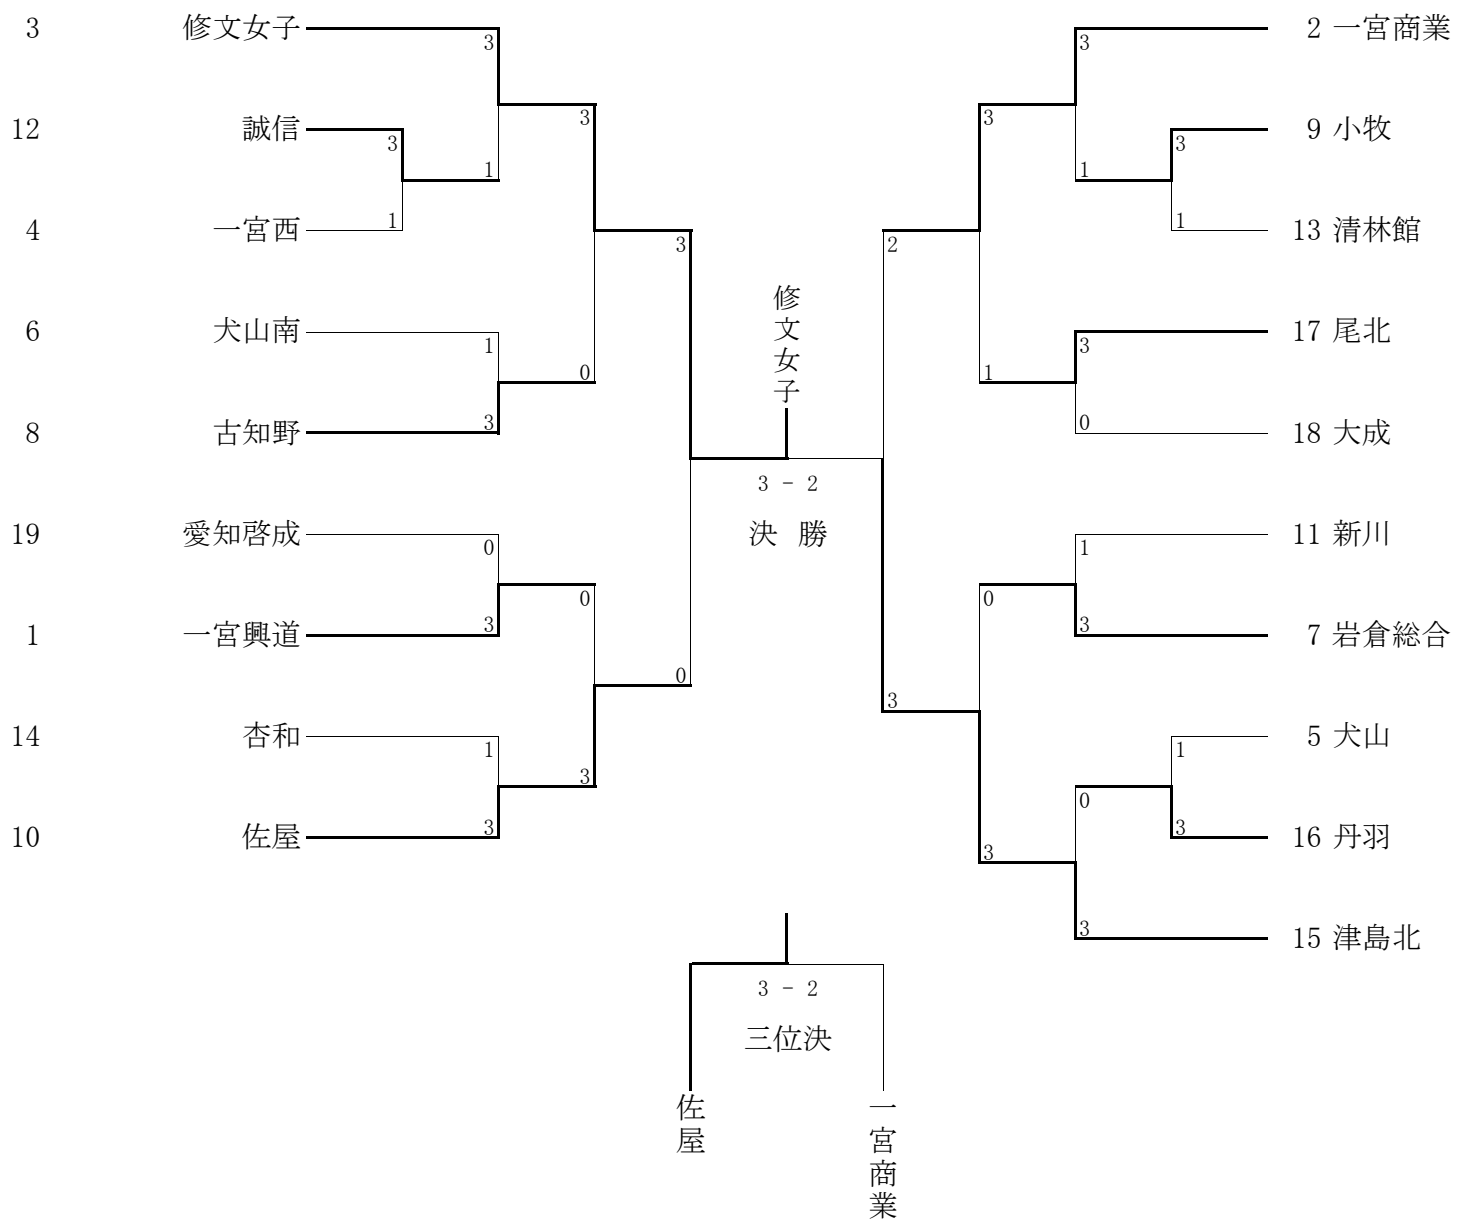 3 修文女子 3 3 2 一宮商業
3 3
12 誠信 3 3 9 小牧
1 1
4 一宮西 1 1 13 清林館
3 2
修文女子
6 犬山南 1 3 17 尾北
0 1
8 古知野 3 0 18 大成
3 - 2
19 愛知啓成 0 決 勝 1 11 新川
0 0
1 一宮興道 3 3 7 岩倉総合
0 3
14 杏和 1 1 5 犬山
3 0
10 佐屋 3 3 16 丹羽
3
3 15 津島北
3 - 2
三位決
佐屋
一宮商業